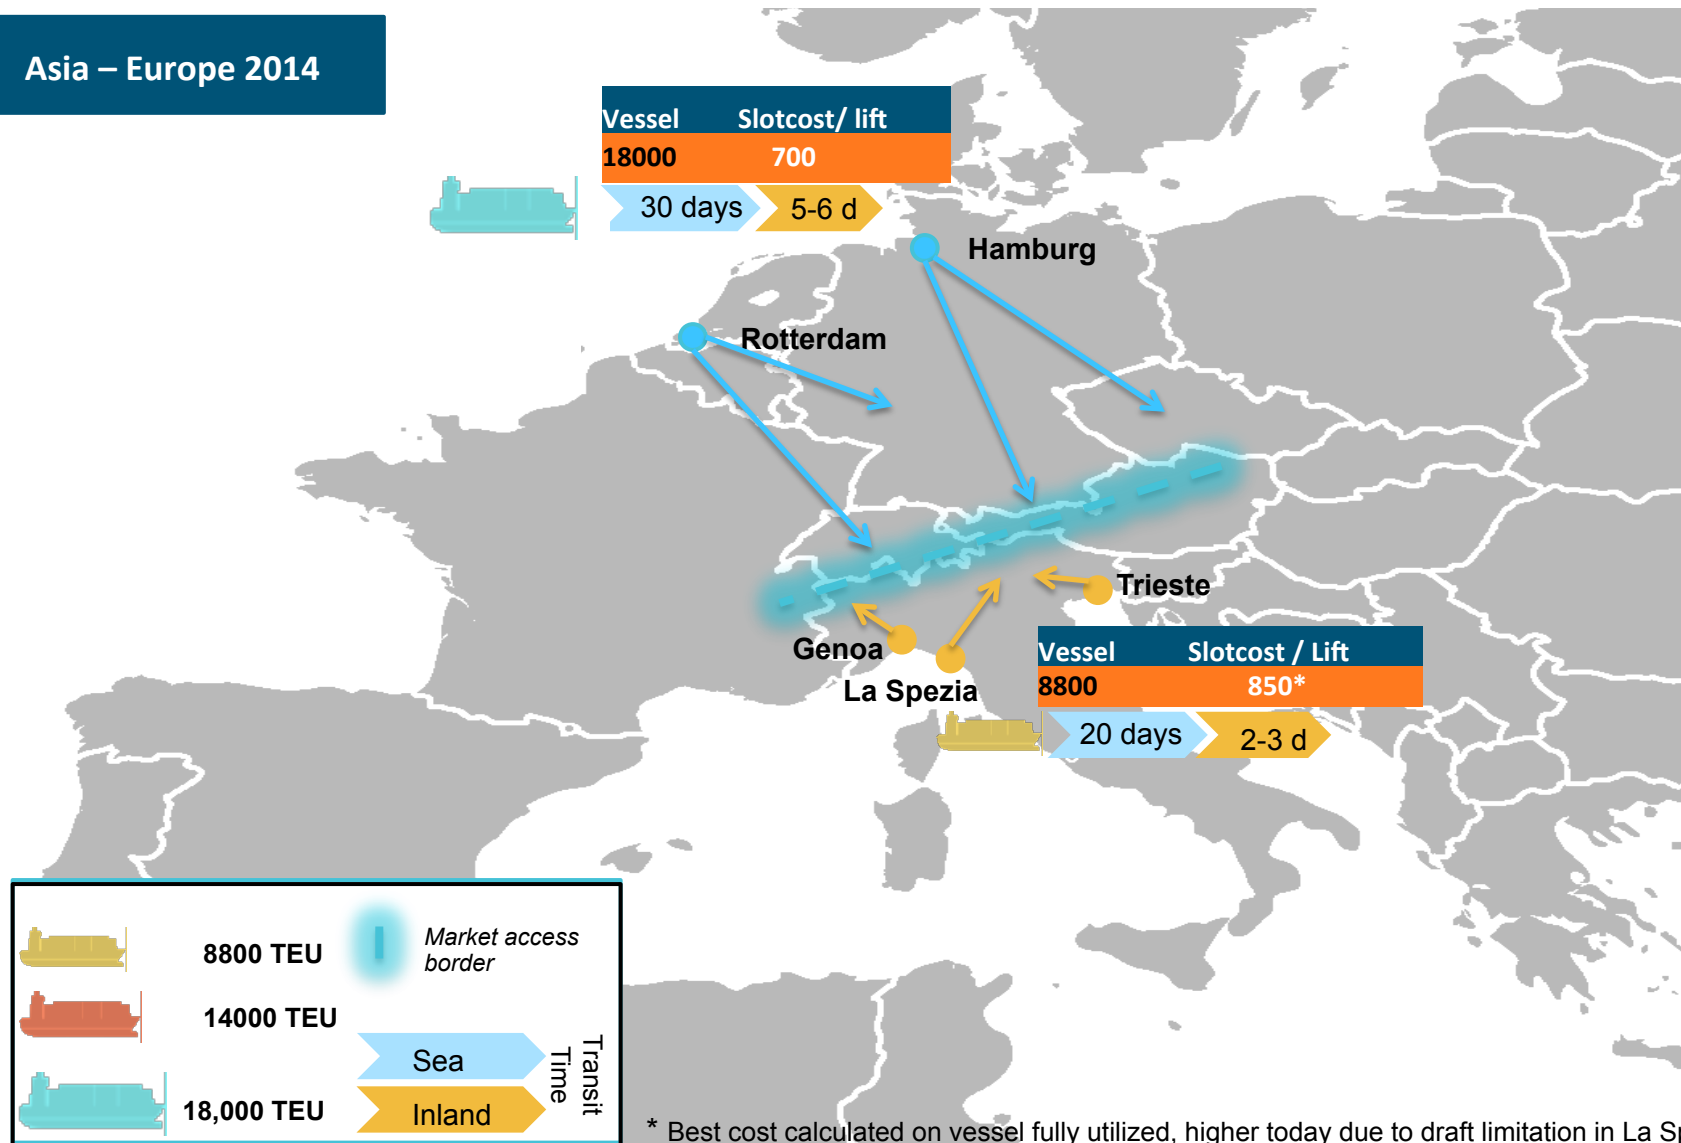 Asia – Europe 2014
Vessel Slotcost/ lift
18000 700
30 days 5-6 d
Hamburg
Rotterdam
Trieste
Genoa
La Spezia
Vessel Slotcost / Lift
8800 850*
20 days 2-3 d
8800 TEU
Market access
border
14000 TEU
Sea
Transit
Time
18,000 TEU
Inland
* Best cost calculated on vessel fully utilized, higher today due to draft limitation in La Sp